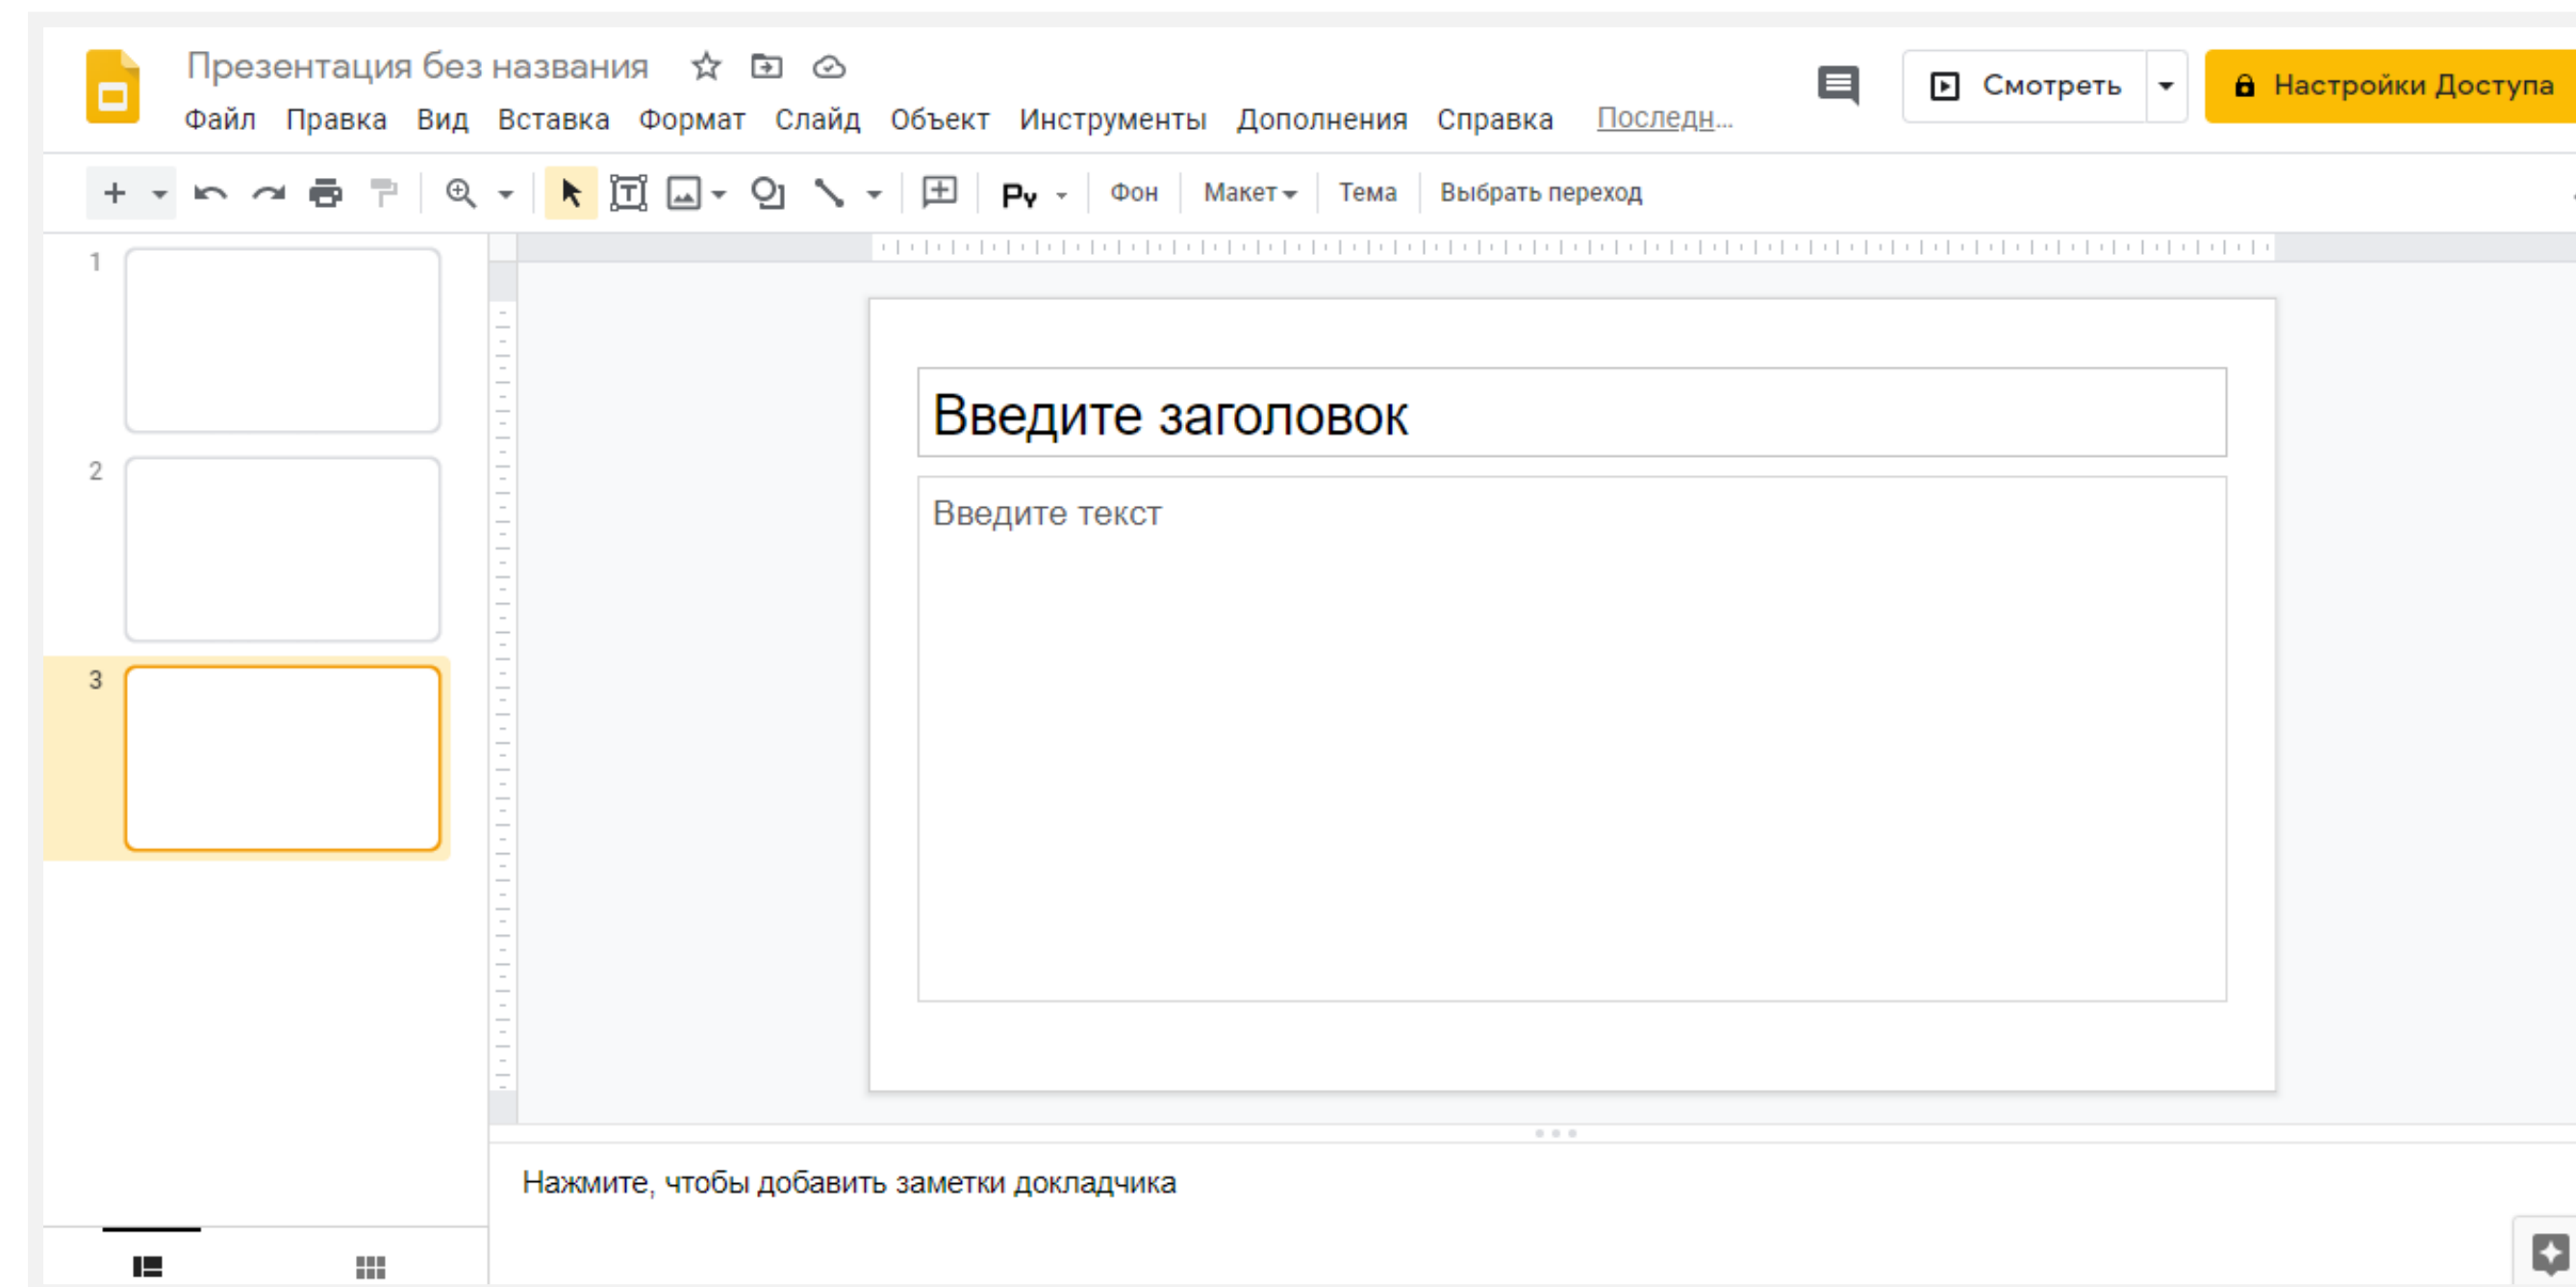 Презентация без названия
Файл Правка Вид Вставка Формат Слайд Объект Инструменты Дополнения Справка Последн...
Смотреть
Настройки Доступа
Ру Фон Макет Тема Выбрать переход
1
2
3
Введите заголовок
Введите текст
Нажмите, чтобы добавить заметки докладчика